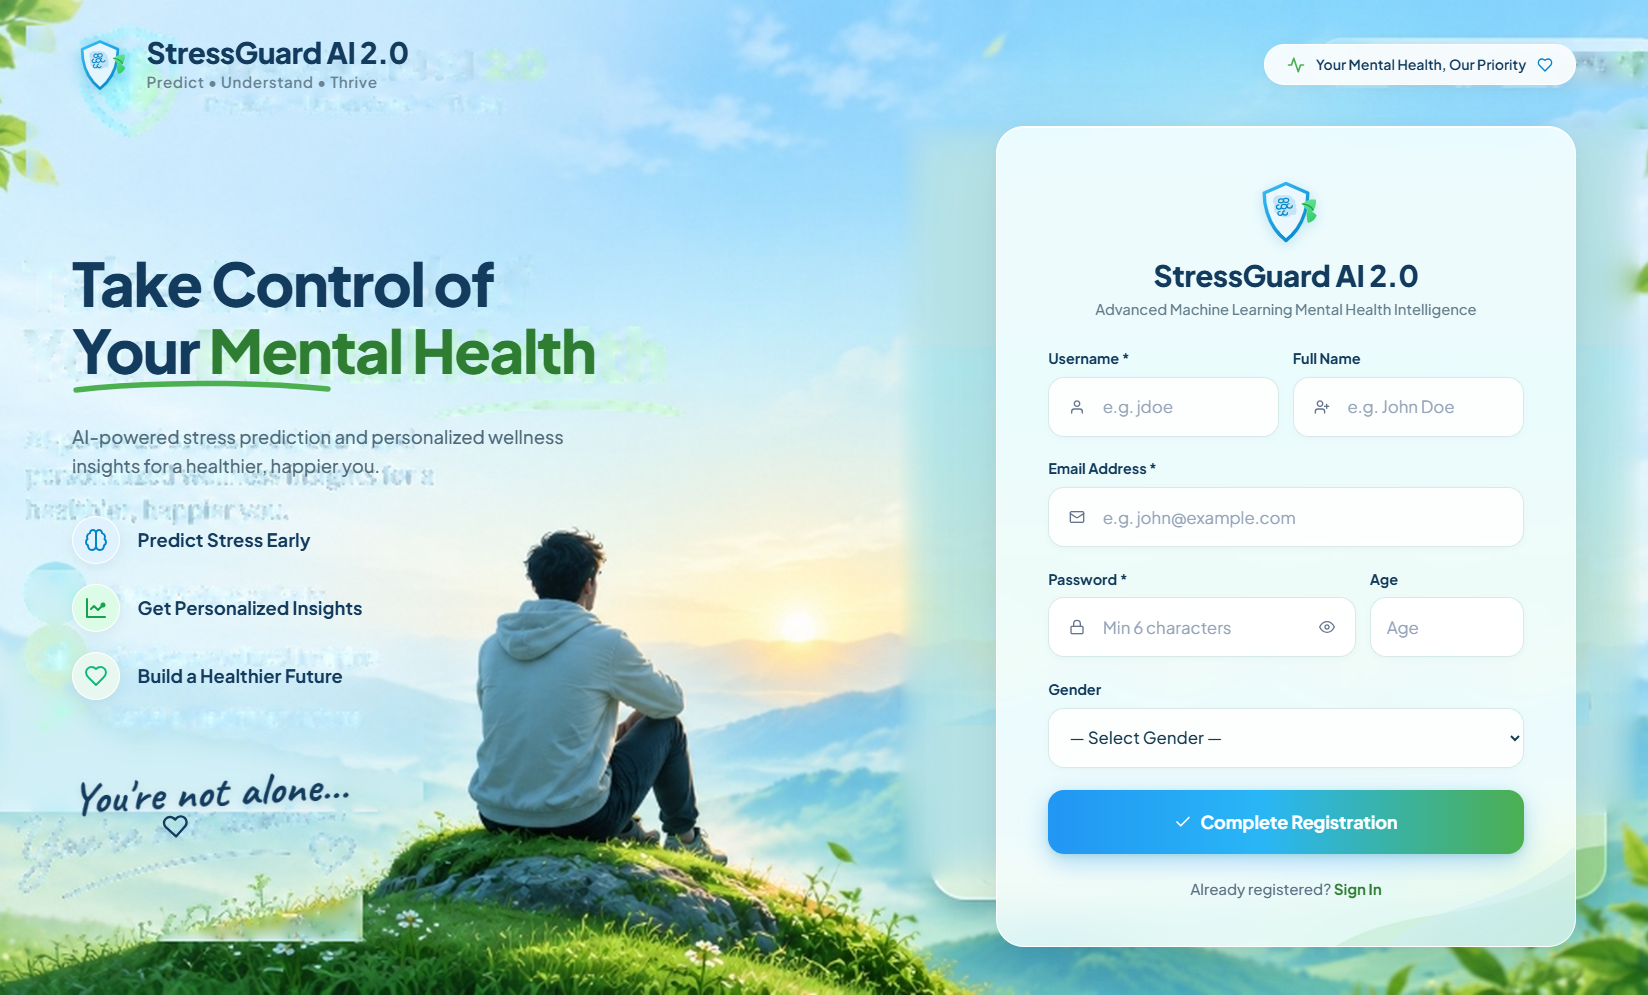 StressGuard AI 2.0
Predict • Understand • Thrive
Your Mental Health, Our Priority
Take Control of
Your Mental Health
AI-powered stress prediction and personalized wellness
insights for a healthier, happier you.
Predict Stress Early
Get Personalized Insights
Build a Healthier Future
You're not alone...
StressGuard AI 2.0
Advanced Machine Learning Mental Health Intelligence
Username *
Full Name
e.g. jdoe
e.g. John Doe
Email Address *
e.g. john@example.com
Password *
Age
Min 6 characters
Age
Gender
— Select Gender —
Complete Registration
Already registered? Sign In